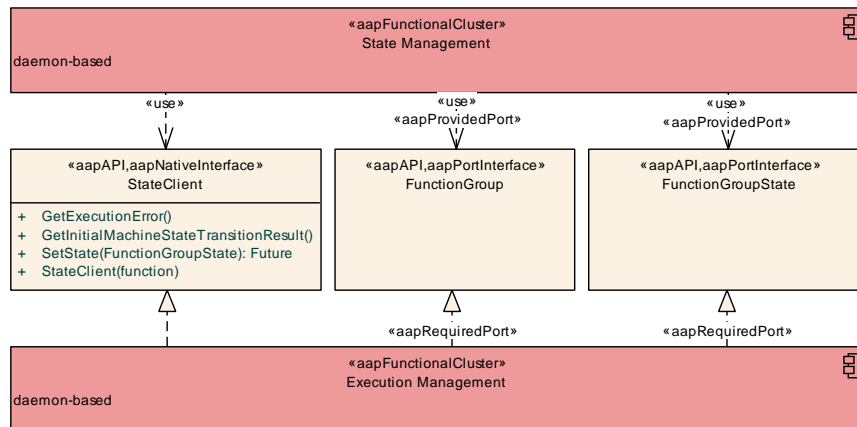 «aapFunctionalCluster»
State Management
daemon-based
«use»
«use»
«aapProvidedPort»
«use»
«aapProvidedPort»
«aapAPI,aapNativeInterface»
StateClient
+ GetExecutionError()
+ GetInitialMachineStateTransitionResult()
+ SetState(FunctionGroupState): Future
+ StateClient(function)
«aapAPI,aapPortInterface»
FunctionGroup
«aapAPI,aapPortInterface»
FunctionGroupState
«aapRequiredPort»
«aapRequiredPort»
«aapFunctionalCluster»
Execution Management
daemon-based